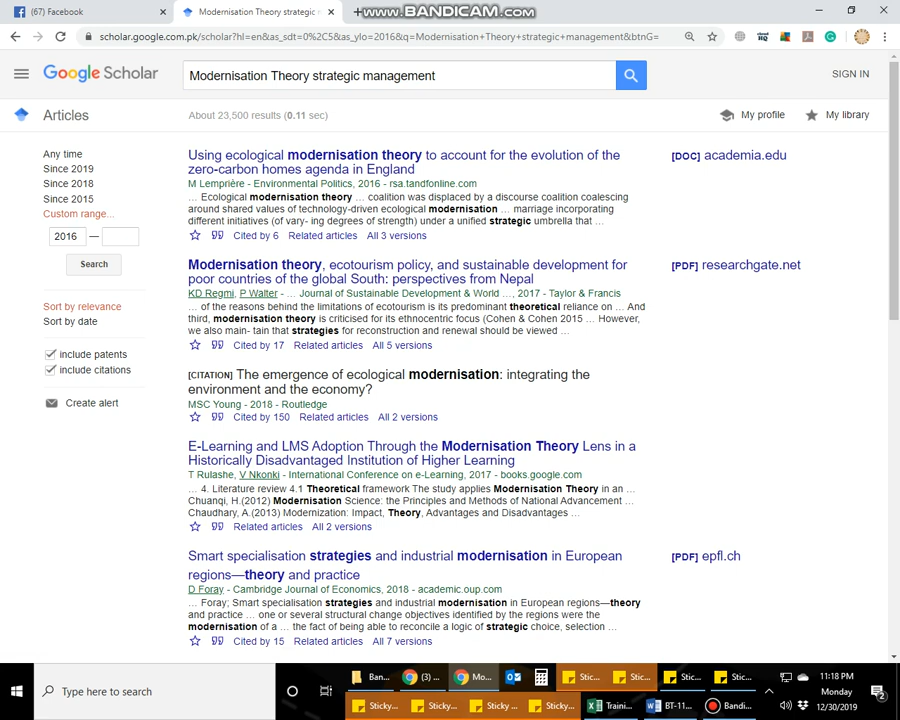 (67) Facebook
Modernisation Theory strategic m
www.BANDICAM.com
scholar.google.com.pk/scholar?hl=en&as_sdt=0%2C5&as_ylo=2016&q=Modernisation+Theory+strategic+management&btnG=
Google Scholar
Modernisation Theory strategic management
SIGN IN
Articles
About 23,500 results (0.11 sec)
My profile
My library
Any time
Since 2019
Since 2018
Since 2015
Custom range...
2016 —
Search
Sort by relevance
Sort by date
include patents
include citations
Create alert
Using ecological modernisation theory to account for the evolution of the
zero-carbon homes agenda in England
M Lemprière - Environmental Politics, 2016 - rsa.tandfonline.com
... Ecological modernisation theory ... coalition was displaced by a discourse coalition coalescing
around shared values of technology-driven ecological modernisation ... marriage incorporating
different initiatives (of vary- ing degrees of strength) under a unified strategic umbrella that ...
Cited by 6 Related articles All 3 versions
[DOC] academia.edu
Modernisation theory, ecotourism policy, and sustainable development for
poor countries of the global South: perspectives from Nepal
KD Regmi, P Walter - ... Journal of Sustainable Development & World ..., 2017 - Taylor & Francis
... of the reasons behind the limitations of ecotourism is its predominant theoretical reliance on ... And
third, modernisation theory is criticised for its ethnocentric focus (Cohen & Cohen 2015 ... However,
we also main- tain that strategies for reconstruction and renewal should be viewed ...
Cited by 17 Related articles All 5 versions
[PDF] researchgate.net
[CITATION] The emergence of ecological modernisation: integrating the
environment and the economy?
MSC Young - 2018 - Routledge
Cited by 150 Related articles All 2 versions
E-Learning and LMS Adoption Through the Modernisation Theory Lens in a
Historically Disadvantaged Institution of Higher Learning
T Rulashe, V Nkonki - International Conference on e-Learning, 2017 - books.google.com
... 4. Literature review 4.1 Theoretical framework The study applies Modernisation Theory in an ...
Chuanqi, H.(2012) Modernisation Science: the Principles and Methods of National Advancement ...
Chaudhary, A.(2013) Modernization: Impact, Theory, Advantages and Disadvantages ...
Related articles All 2 versions
Smart specialisation strategies and industrial modernisation in European
regions—theory and practice
D Foray - Cambridge Journal of Economics, 2018 - academic.oup.com
... Foray; Smart specialisation strategies and industrial modernisation in European regions—theory
and practice ... one or several structural change objectives identified by the regions were the
modernisation of a ... the fact of being able to reconcile a logic of strategic choice, selection ...
Cited by 15 Related articles All 7 versions
[PDF] epfl.ch
Type here to search
Ban...
(3) ...
Mo...
Stic...
Stic...
Stic...
Stic...
Sticky...
Sticky...
Sticky ...
Sticky...
Traini...
BT-11...
Bandi...
11:18 PM
Monday
12/30/2019
2